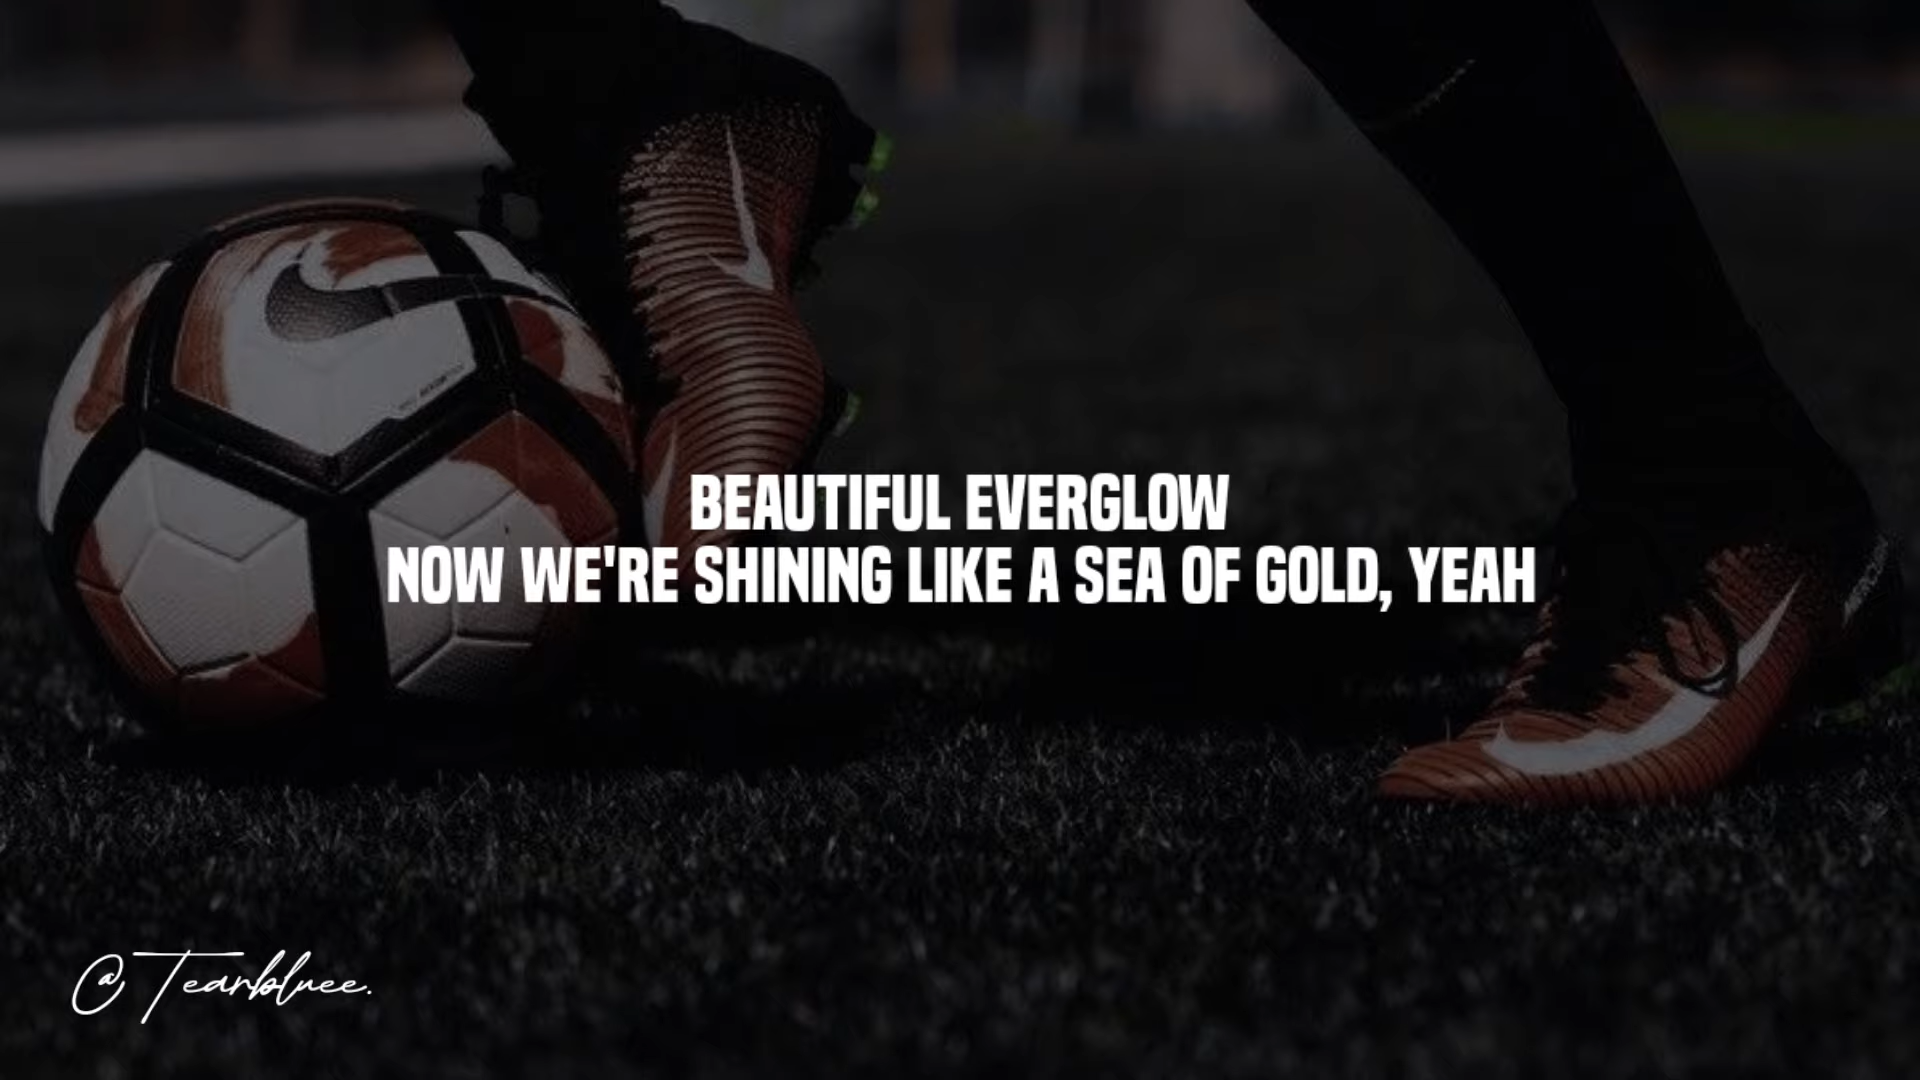 BEAUTIFUL EVERGLOW
NOW WE'RE SHINING LIKE A SEA OF GOLD, YEAH
@Tearbluee.